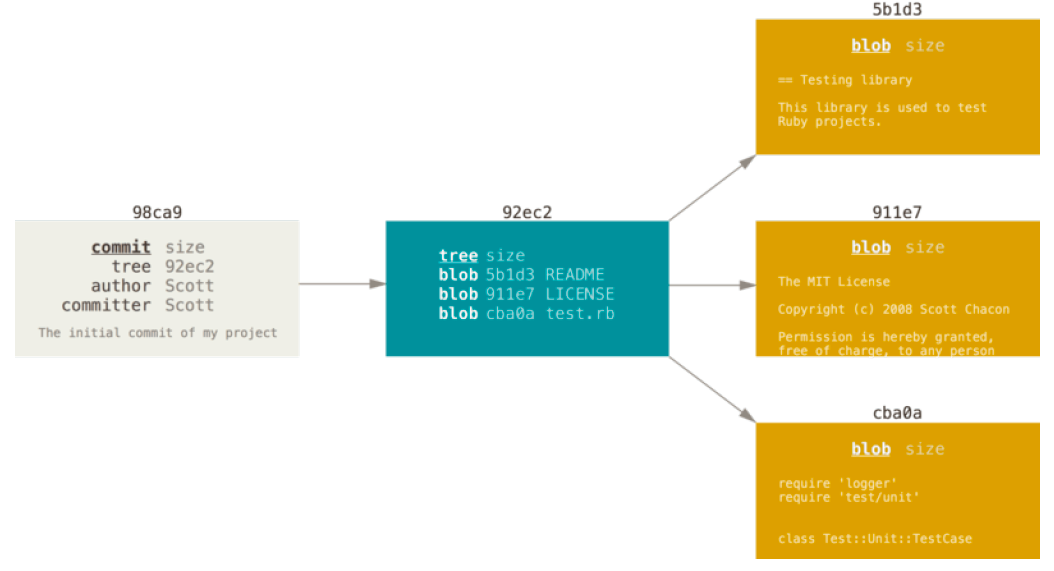 98ca9
commit size
tree 92ec2
author Scott
committer Scott
The initial commit of my project
92ec2
tree size
blob 5b1d3 README
blob 911e7 LICENSE
blob cba0a test.rb
5b1d3
blob size
== Testing library
This library is used to test
Ruby projects.
911e7
blob size
The MIT License
Copyright (c) 2008 Scott Chacon
Permission is hereby granted,
free of charge, to any person
cba0a
blob size
require 'logger'
require 'test/unit'
class Test::Unit::TestCase